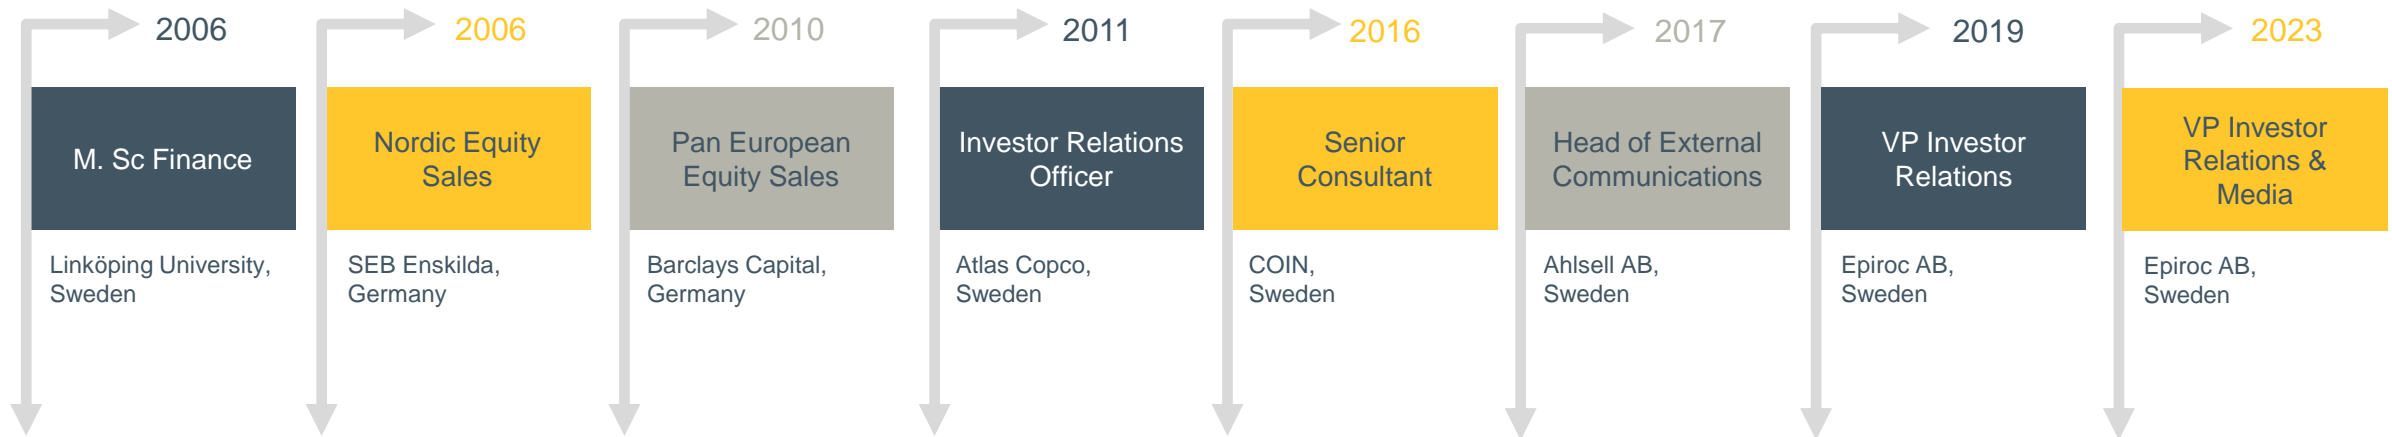 2006
M. Sc Finance
Linköping University,
Sweden
2006
Nordic Equity
Sales
SEB Enskilda,
Germany
2010
Pan European
Equity Sales
Barclays Capital,
Germany
2011
Investor Relations
Officer
Atlas Copco,
Sweden
2016
Senior
Consultant
COIN,
Sweden
2017
Head of External
Communications
Ahlsell AB,
Sweden
2019
VP Investor
Relations
Epiroc AB,
Sweden
2023
VP Investor
Relations &
Media
Epiroc AB,
Sweden